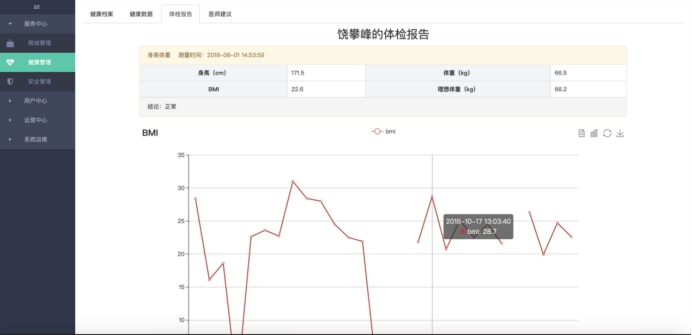 健康档案 健康数据 体检报告 医师建议
服务中心
商城管理
健康管理
安全管理
用户中心
运营中心
系统运维
饶攀峰的体检报告
身高体重 测量时间：2018-08-01 14:53:59
身高（cm） 171.5 体重（kg） 66.5
BMI 22.6 理想体重（kg） 66.2
结论：正常
BMI
bmi
35
30
25
20
15
10
2018-10-17 13:03:40
bmi: 28.7